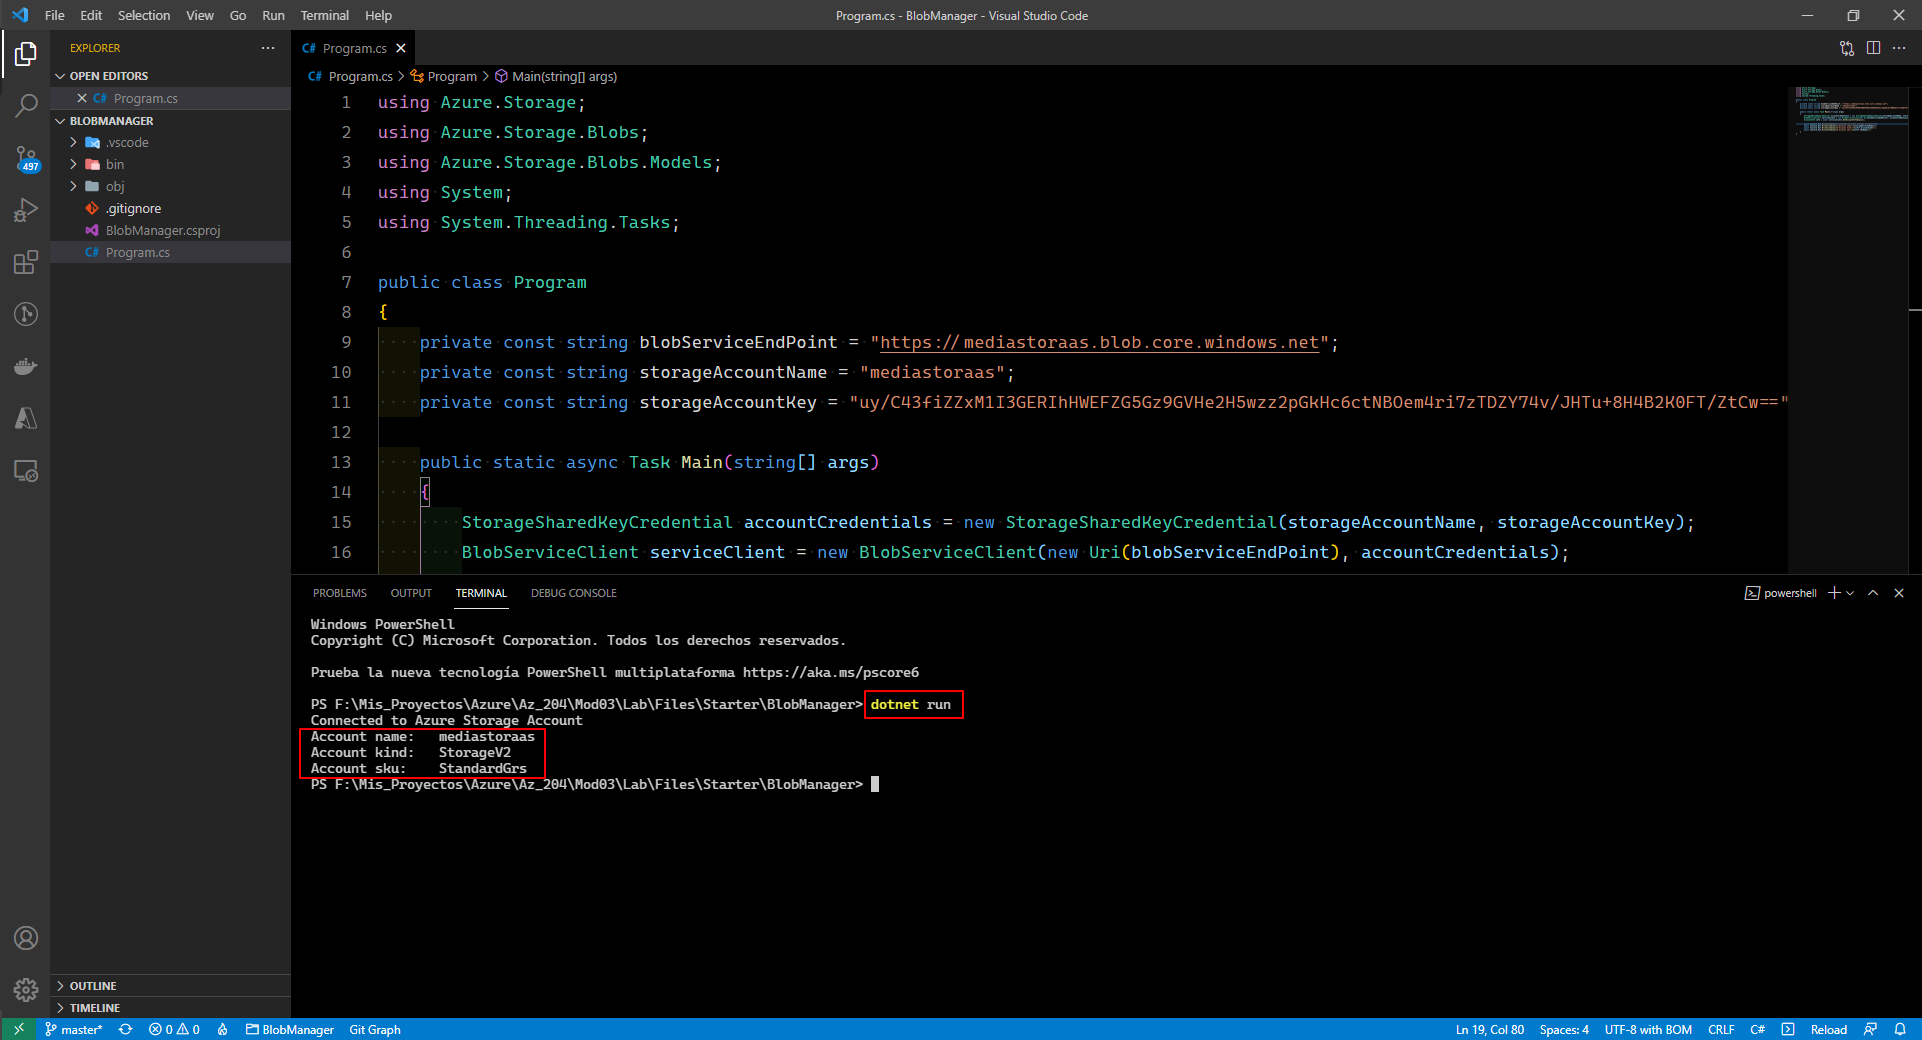 File Edit Selection View Go Run Terminal Help
Program.cs - BlobManager - Visual Studio Code
EXPLORER
OPEN EDITORS
C# Program.cs
BLOBMANAGER
.vscode
bin
obj
.gitignore
BlobManager.csproj
C# Program.cs
497
OUTLINE
TIMELINE
C# Program.cs
C# Program.cs > Program > Main(string[] args)
1 using Azure.Storage;
2 using Azure.Storage.Blobs;
3 using Azure.Storage.Blobs.Models;
4 using System;
5 using System.Threading.Tasks;
6
7 public class Program
8 {
9 private const string blobServiceEndPoint = "https://mediastoraas.blob.core.windows.net";
10 private const string storageAccountName = "mediastoraas";
11 private const string storageAccountKey = "uy/C43fiZZxM1I3GERIhHWEFZG5Gz9GVHe2H5wzz2pGkHc6ctNBOem4ri7zTDZY74v/JHTu+8H4B2K0FT/ZtCw=="
12
13 public static async Task Main(string[] args)
14 {
15 StorageSharedKeyCredential accountCredentials = new StorageSharedKeyCredential(storageAccountName, storageAccountKey);
16 BlobServiceClient serviceClient = new BlobServiceClient(new Uri(blobServiceEndPoint), accountCredentials);
PROBLEMS OUTPUT TERMINAL DEBUG CONSOLE
powershell
Windows PowerShell
Copyright (C) Microsoft Corporation. Todos los derechos reservados.
Prueba la nueva tecnología PowerShell multiplataforma https://aka.ms/pscore6
PS F:\Mis_Proyectos\Azure\Az_204\Mod03\Lab\Files\Starter\BlobManager> dotnet run
Connected to Azure Storage Account
Account name: mediastoraas
Account kind: StorageV2
Account sku: StandardGrs
PS F:\Mis_Proyectos\Azure\Az_204\Mod03\Lab\Files\Starter\BlobManager>
master* 0 0 BlobManager Git Graph
Ln 19, Col 80 Spaces: 4 UTF-8 with BOM CRLF C# Reload